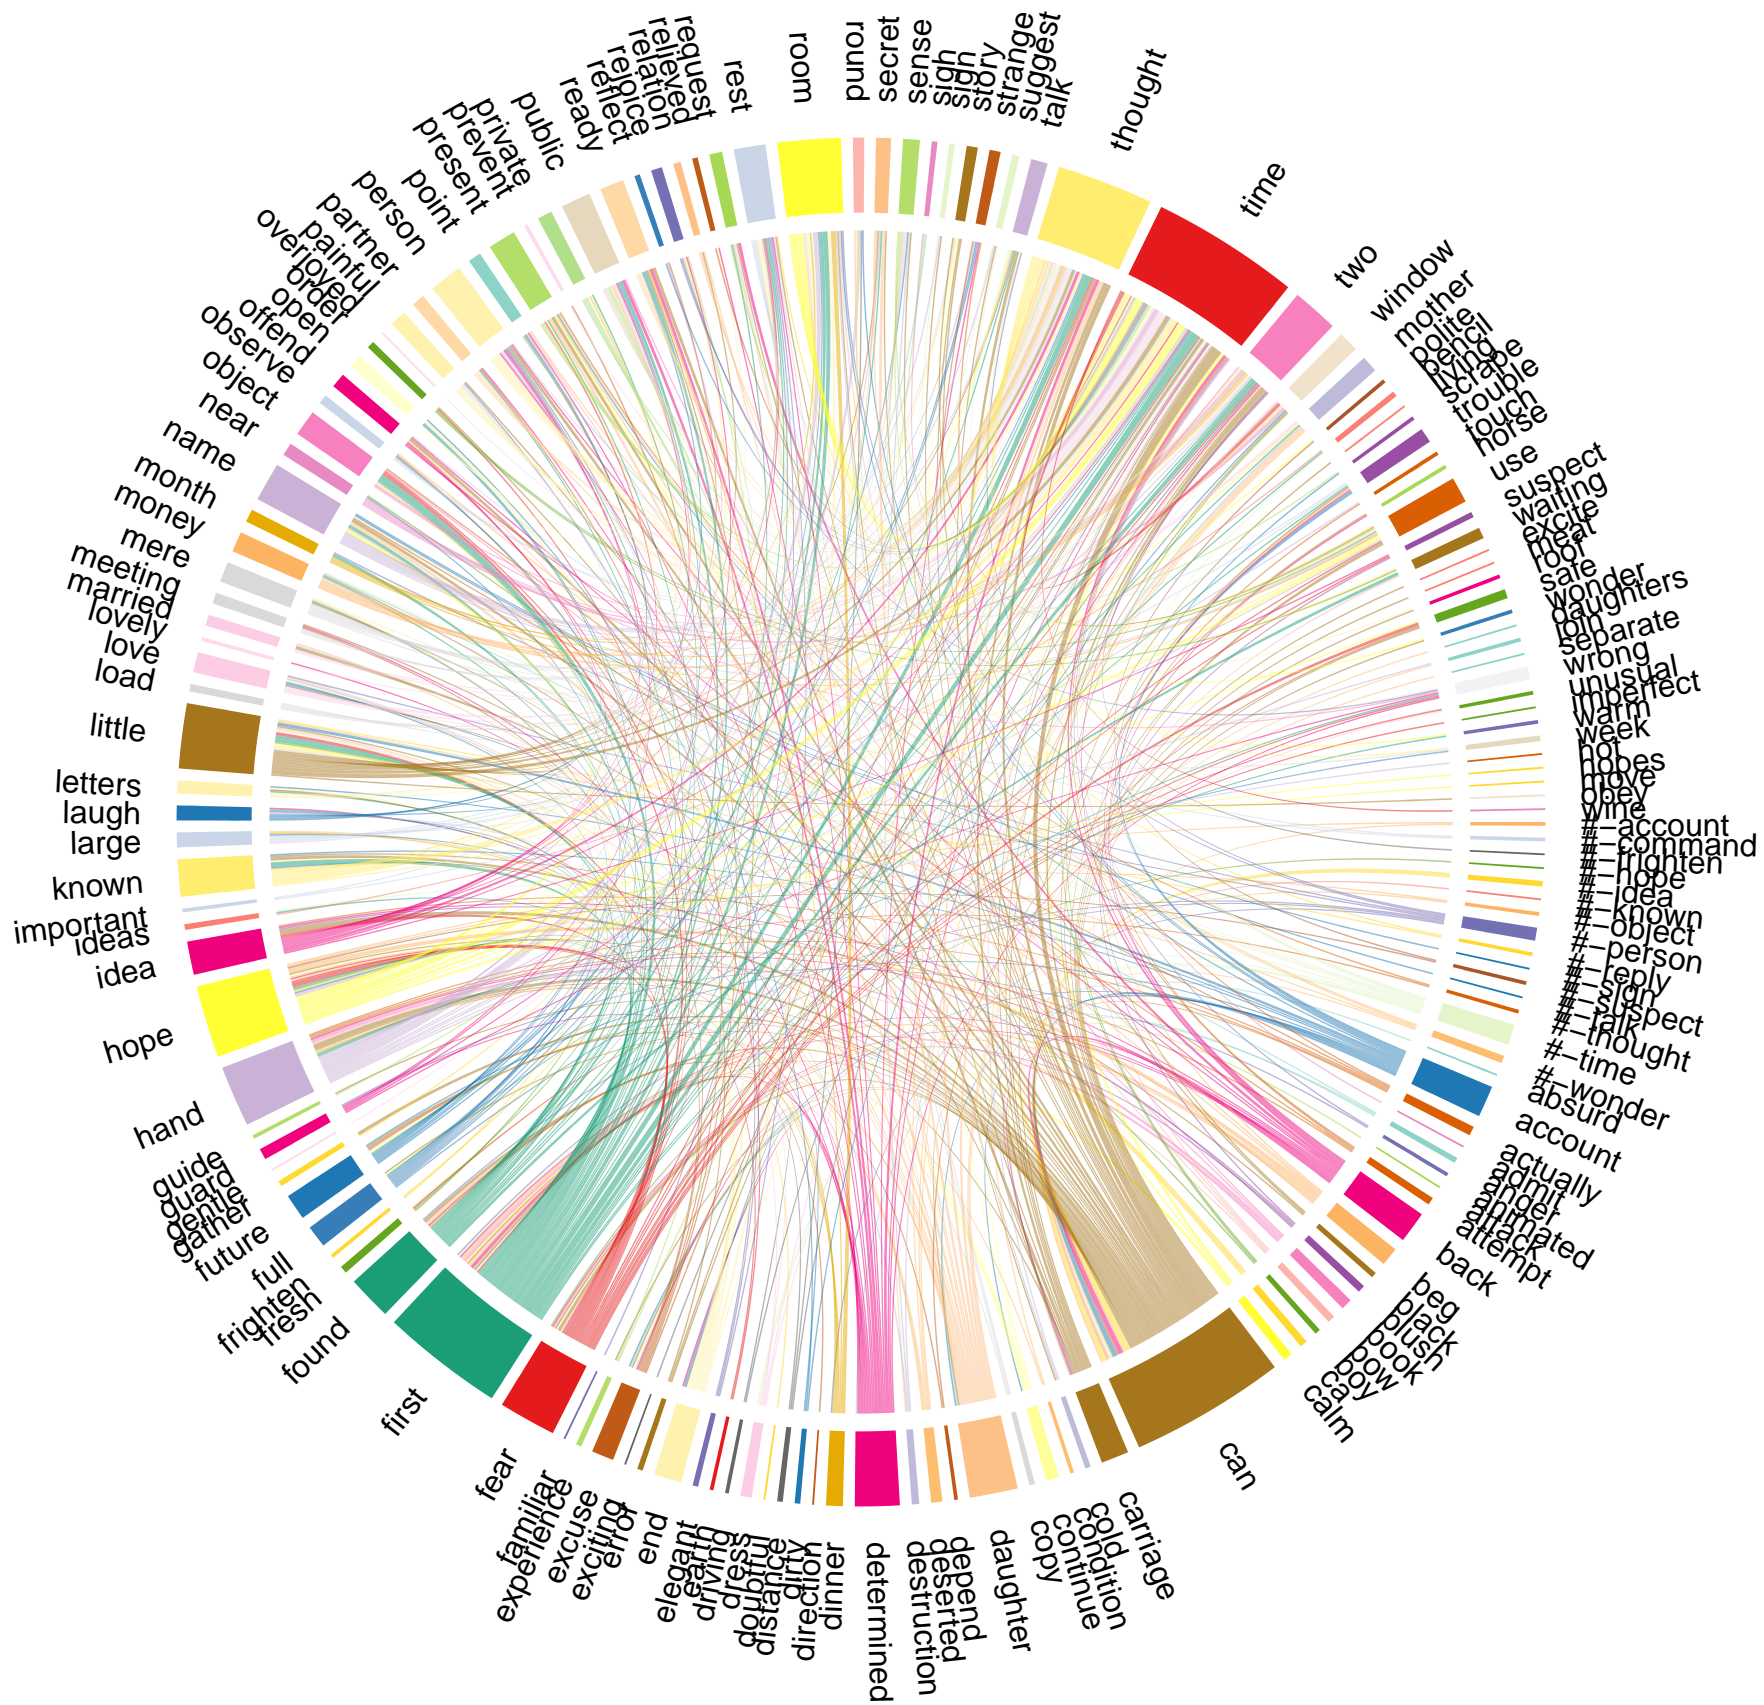 round
secret
sense
sigh
sign
story
strange
suggest
talk
thought
time
two
window
mother
polite
pencil
living
scrape
trouble
touch
horse
use
suspect
waiting
excite
meat
roof
safe
wonder
daughters
join
separate
wrong
unusual
imperfect
warm
week
hot
hopes
move
obey
wine
#−account
#−command
#−frighten
#−hope
#−idea
#−known
#−object
#−person
#−reply
#−sign
#−suspect
#−talk
#−thought
#−time
#−wonder
absurd
account
actually
admit
anger
animated
attack
attempt
back
beg
black
blush
book
bow
boy
calm
can
carriage
cold
condition
continue
copy
daughter
depend
deserted
destruction
determined
dinner
direction
dirty
distance
doubtful
dress
driving
earth
elegant
end
error
exciting
excuse
experience
familiar
fear
first
found
fresh
frighten
full
future
gather
gentle
guard
guide
hand
hope
idea
ideas
important
known
large
laugh
letters
little
load
love
lovely
married
meeting
mere
money
month
name
near
object
observe
offend
open
order
overjoyed
painful
partner
person
point
present
prevent
private
public
ready
reflect
rejoice
relation
relieved
request
rest
room